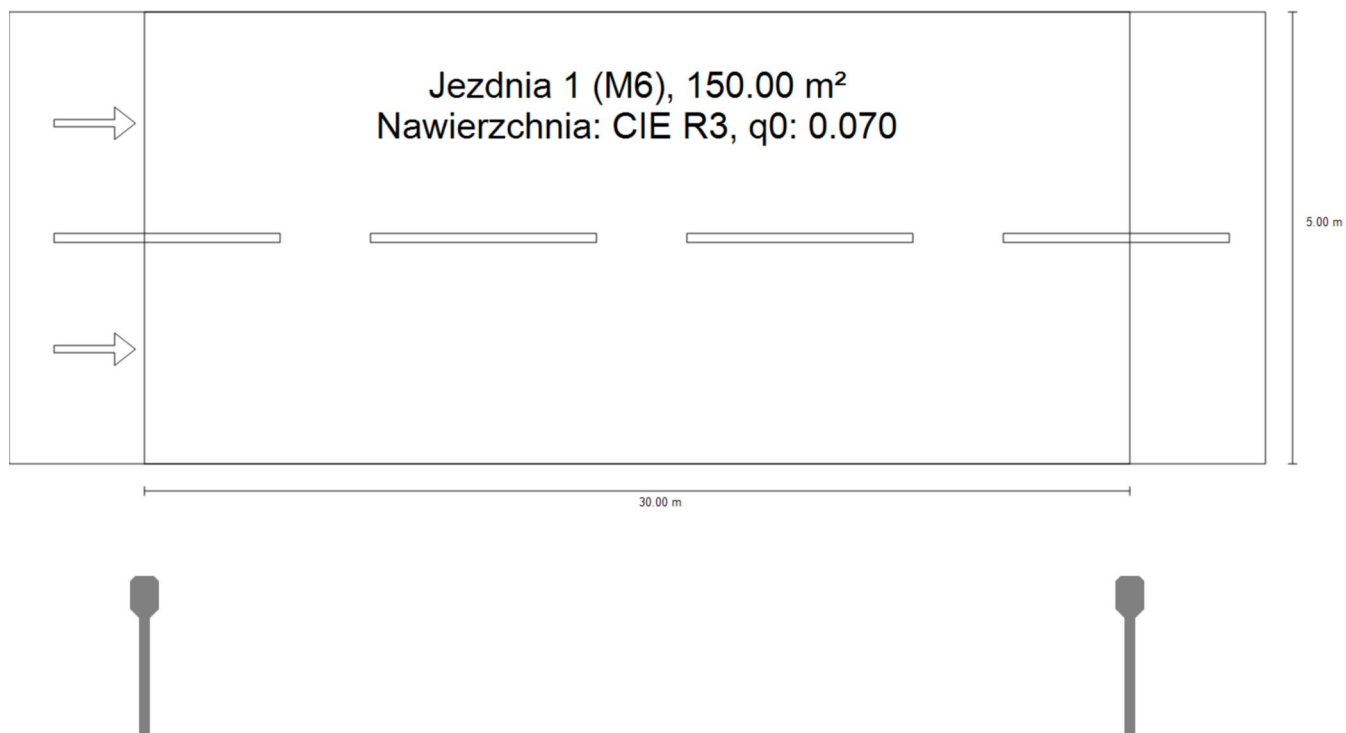 Jezdnia 1 (M6), 150.00 m²
Nawierzchnia: CIE R3, q0: 0.070
5.00 m
30.00 m